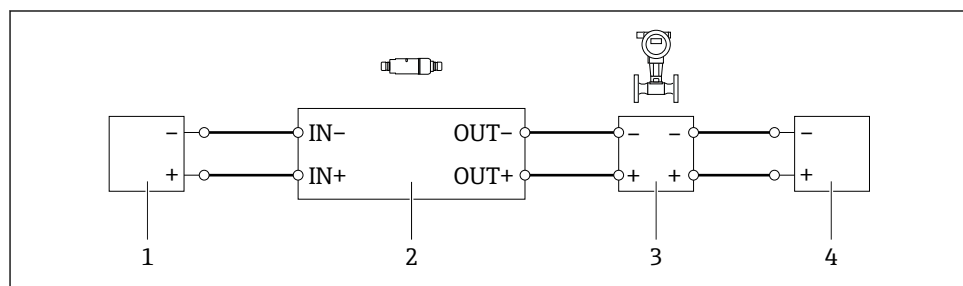 − IN− OUT− − − −
+ IN+ OUT+ + + +
1 2 3 4